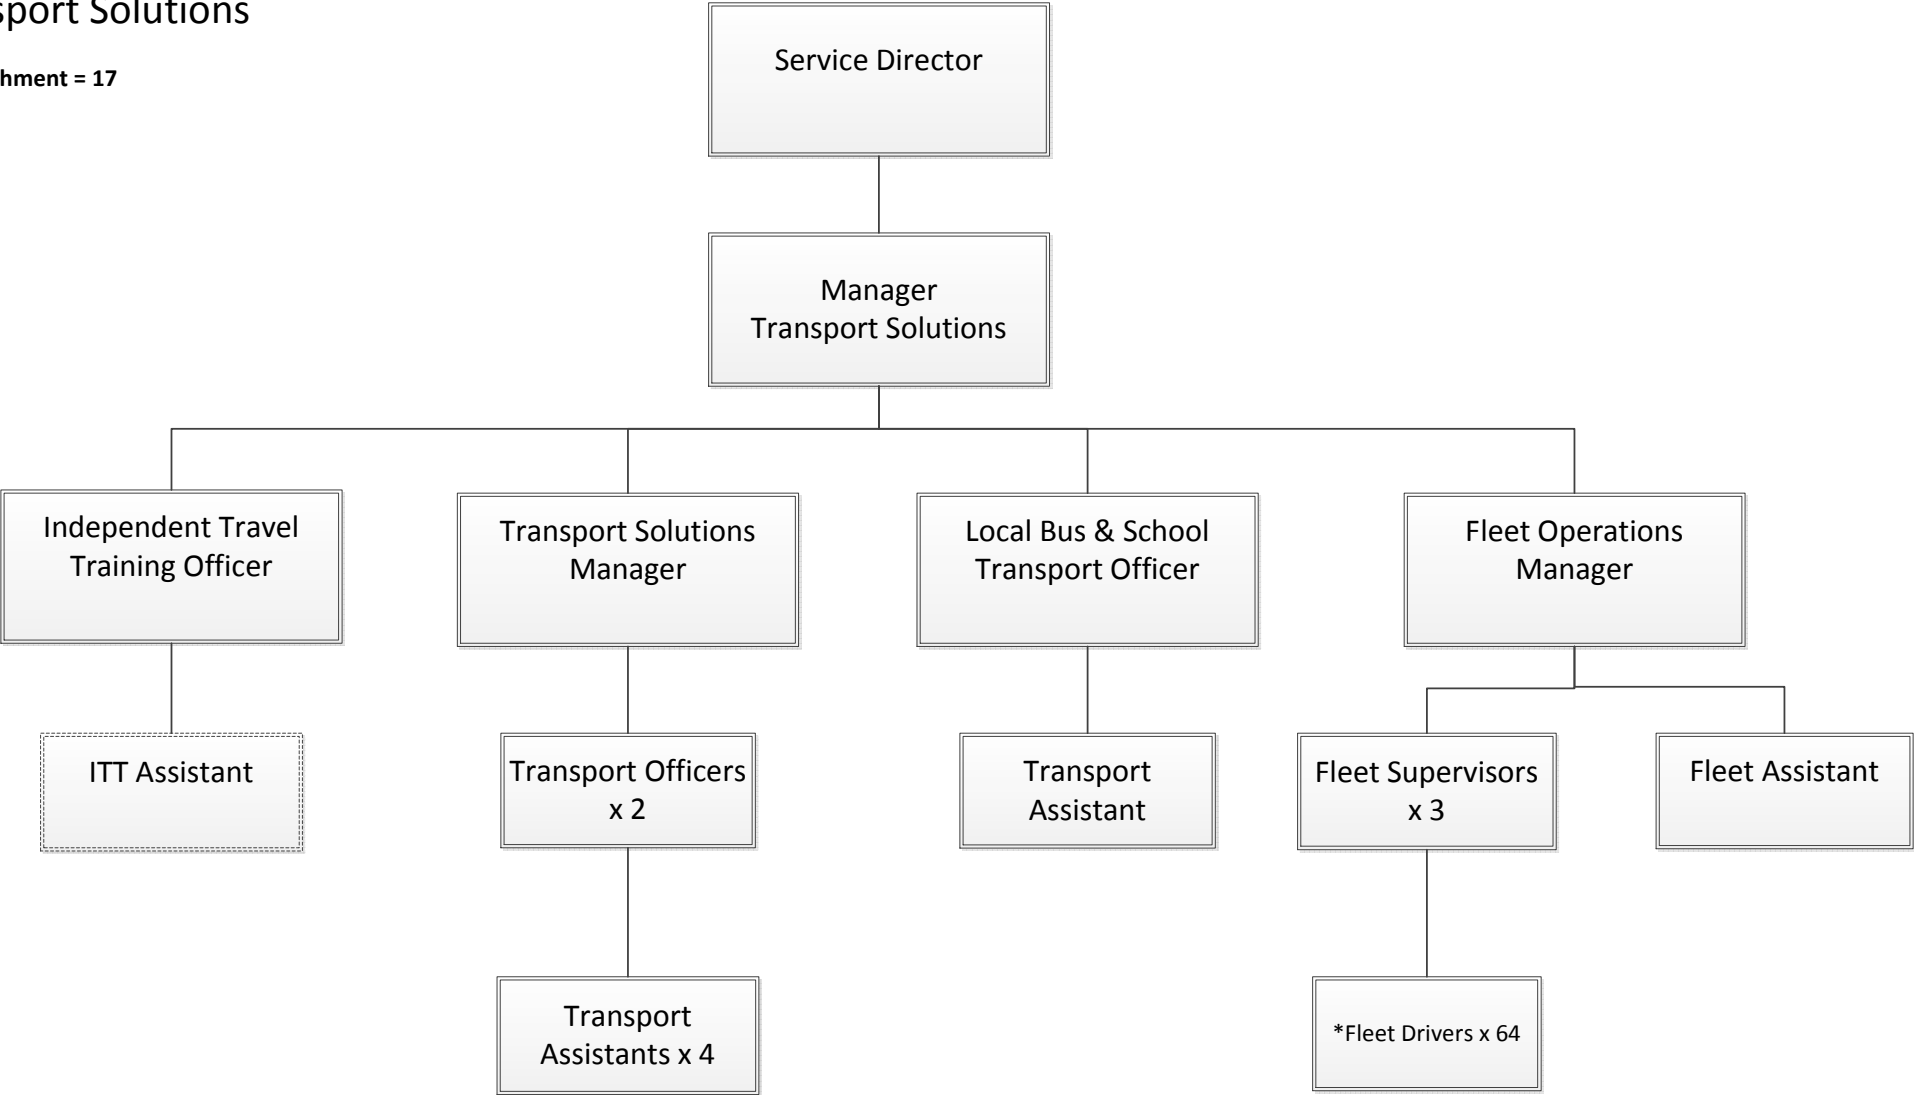 sport Solutions
hment = 17
Service Director
Manager
Transport Solutions
Independent Travel
Training Officer
Transport Solutions
Manager
Local Bus & School
Transport Officer
Fleet Operations
Manager
ITT Assistant
Transport Officers
x 2
Transport
Assistant
Fleet Supervisors
x 3
Fleet Assistant
Transport
Assistants x 4
*Fleet Drivers x 64